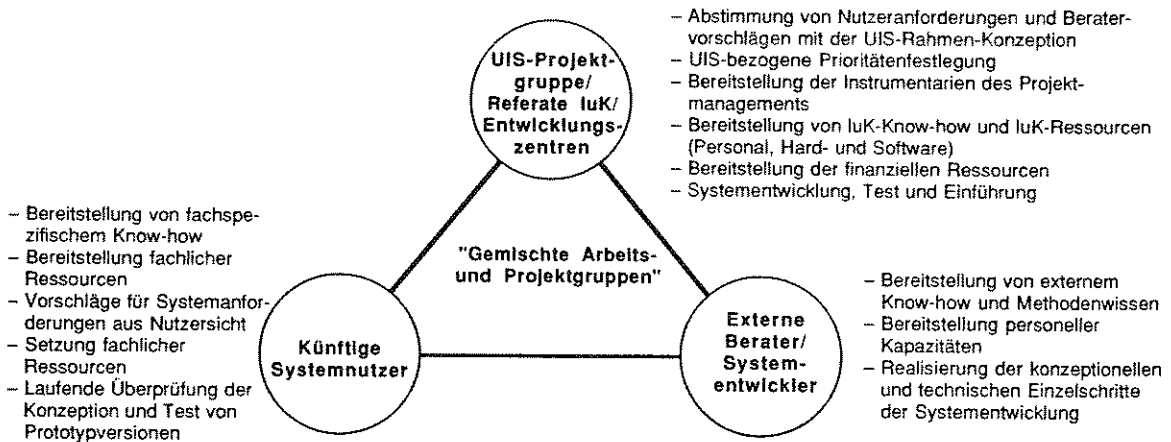 UIS-Projekt-
gruppe/
Referate IuK/
Entwicklungs-
zentren
– Abstimmung von Nutzeranforderungen und Berater-
vorschlägen mit der UIS-Rahmen-Konzeption
– UIS-bezogene Prioritätenfestlegung
– Bereitstellung der Instrumentarien des Projekt-
managements
– Bereitstellung von IuK-Know-how und IuK-Ressourcen
(Personal, Hard- und Software)
– Bereitstellung der finanziellen Ressourcen
– Systementwicklung, Test und Einführung
"Gemischte Arbeits-
und Projektgruppen"
– Bereitstellung von fachspe-
zifischem Know-how
– Bereitstellung fachlicher
Ressourcen
– Vorschläge für Systemanfor-
derungen aus Nutzersicht
– Setzung fachlicher
Ressourcen
– Laufende Überprüfung der
Konzeption und Test von
Prototypversionen
Künftige
Systemnutzer
Externe
Berater/
System-
entwickler
– Bereitstellung von externem
Know-how und Methodenwissen
– Bereitstellung personeller
Kapazitäten
– Realisierung der konzeptionellen
und technischen Einzelschritte
der Systementwicklung